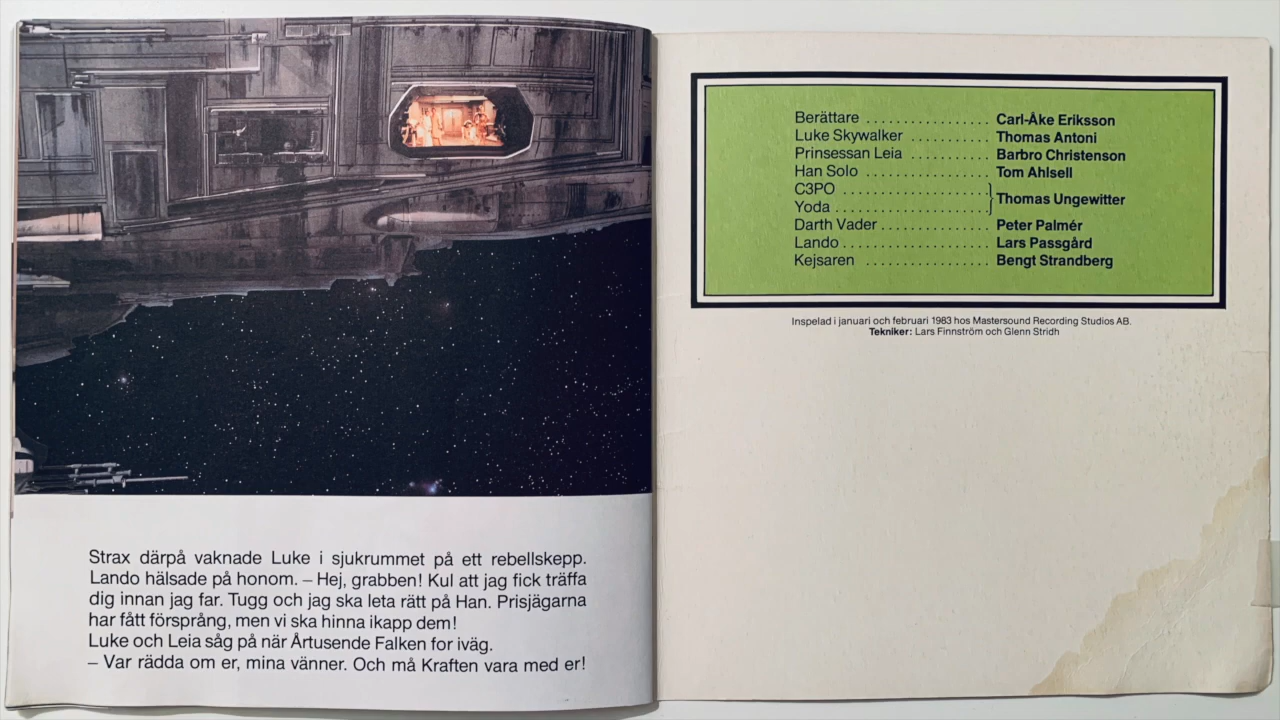 Strax därpå vaknade Luke i sjukrummet på ett rebellskepp.
Lando hälsade på honom. – Hej, grabben! Kul att jag fick träffa
dig innan jag far. Tugg och jag ska leta rätt på Han. Prisjägarna
har fått försprång, men vi ska hinna ikapp dem!
Luke och Leia såg på när Årtusende Falken for iväg.
– Var rädda om er, mina vänner. Och må Kraften vara med er!
Berättare . . . . . . . . . . . . . . . . . Carl-Åke Eriksson
Luke Skywalker . . . . . . . . . . . Thomas Antoni
Prinsessan Leia . . . . . . . . . . . Barbro Christenson
Han Solo . . . . . . . . . . . . . . . . . Tom Ahlsell
C3PO . . . . . . . . . . . . . . . . . . . . }
Yoda . . . . . . . . . . . . . . . . . . . . . } Thomas Ungewitter
Darth Vader . . . . . . . . . . . . . . . Peter Palmér
Lando . . . . . . . . . . . . . . . . . . . . Lars Passgård
Kejsaren . . . . . . . . . . . . . . . . . Bengt Strandberg
Inspelad i januari och februari 1983 hos Mastersound Recording Studios AB.
Tekniker: Lars Finnström och Glenn Stridh